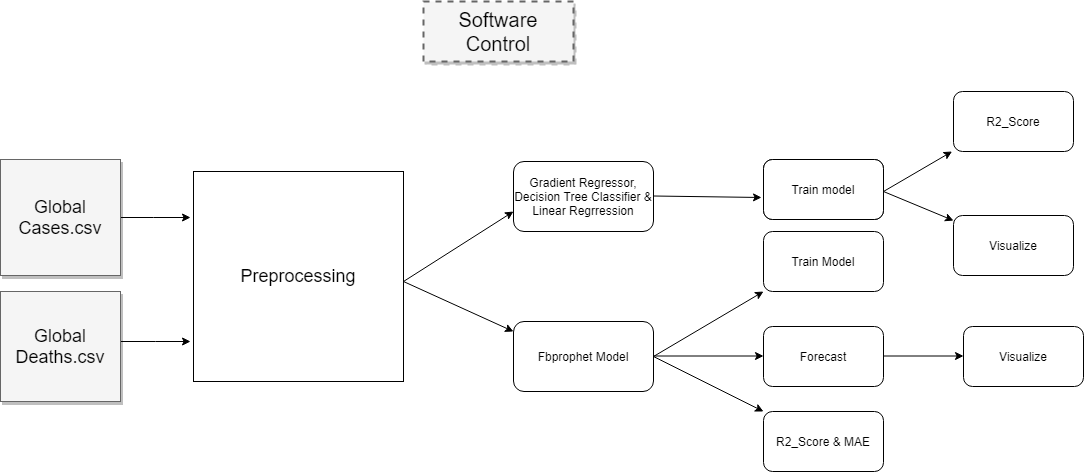 Software
Control
R2_Score
Global
Cases.csv
Gradient Regressor,
Decision Tree Classifier &
Linear Regrression
Train model
Visualize
Preprocessing
Train Model
Global
Deaths.csv
Fbprophet Model
Forecast
Visualize
R2_Score & MAE